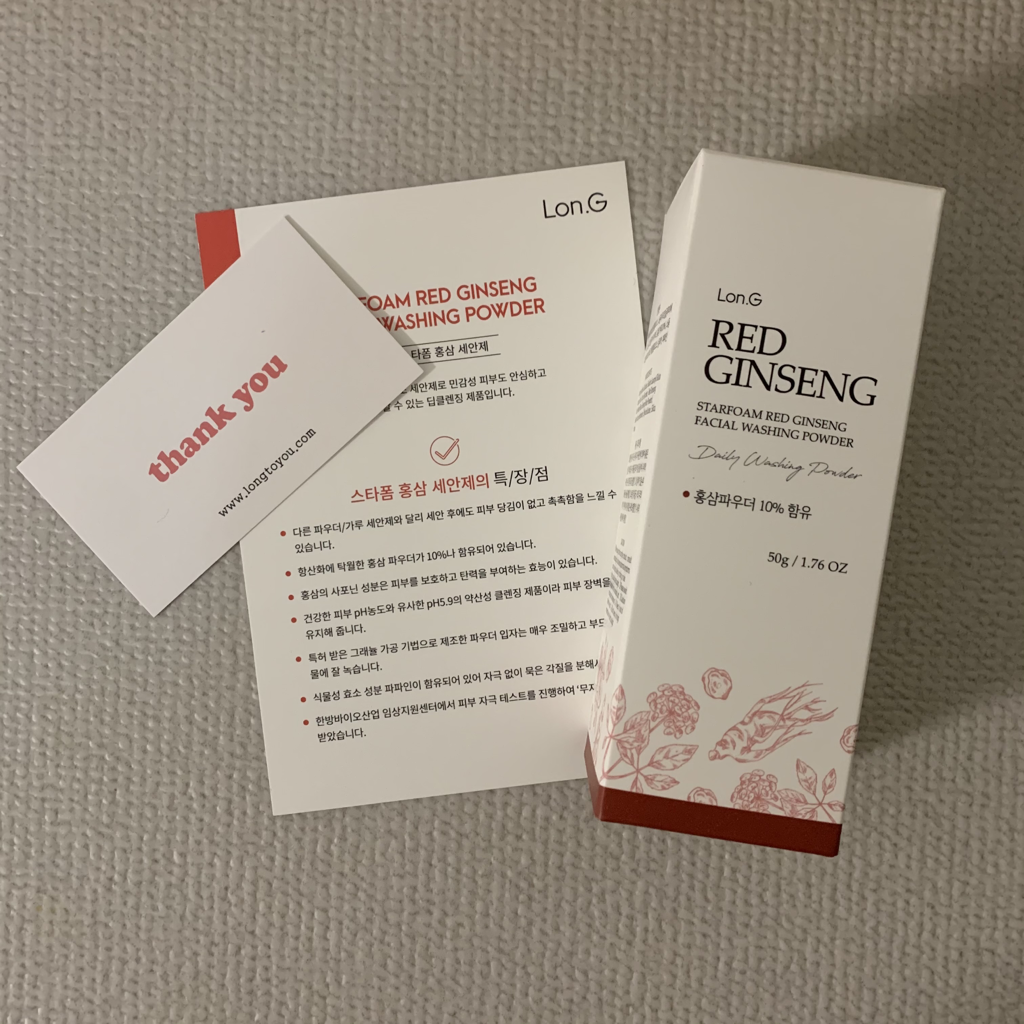 Lon.G
FOAM RED GINSENG
WASHING POWDER
타폼 홍삼 세안제
세안제로 민감성 피부도 안심하고
수 있는 딥클렌징 제품입니다.
스타폼 홍삼 세안제의 특/장/점
• 다른 파우더/가루 세안제와 달리 세안 후에도 피부 당김이 없고 촉촉함을 느낄 수
있습니다.
• 항산화에 탁월한 홍삼 파우더가 10%나 함유되어 있습니다.
• 홍삼의 사포닌 성분은 피부를 보호하고 탄력을 부여하는 효능이 있습니다.
• 건강한 피부 pH농도와 유사한 pH5.9의 약산성 클렌징 제품이라 피부 장벽을
유지해 줍니다.
• 특허 받은 그래뉼 가공 기법으로 제조한 파우더 입자는 매우 조밀하고
물에 잘 녹습니다.
• 식물성 효소 성분 파파인이 함유되어 있어 자극 없이 묵은 각질을
• 한방바이오산업 임상지원센터에서 피부 자극 테스트를 진행하여
받았습니다.
thank you
www.longtoyou.com
Lon.G
RED
GINSENG
STARFOAM RED GINSENG
FACIAL WASHING POWDER
Daily Washing Powder
• 홍삼파우더 10% 함유
50g / 1.76 OZ